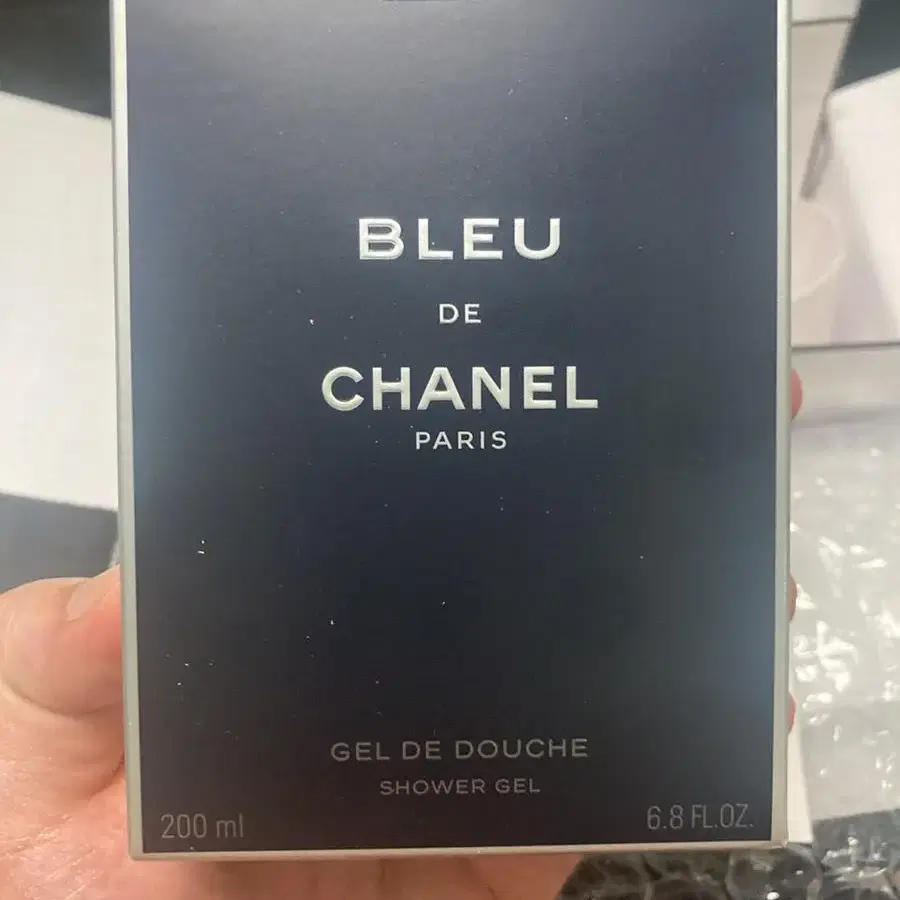 BLEU
DE
CHANEL
PARIS
GEL DE DOUCHE
SHOWER GEL
200 ml
6.8 FL.OZ.